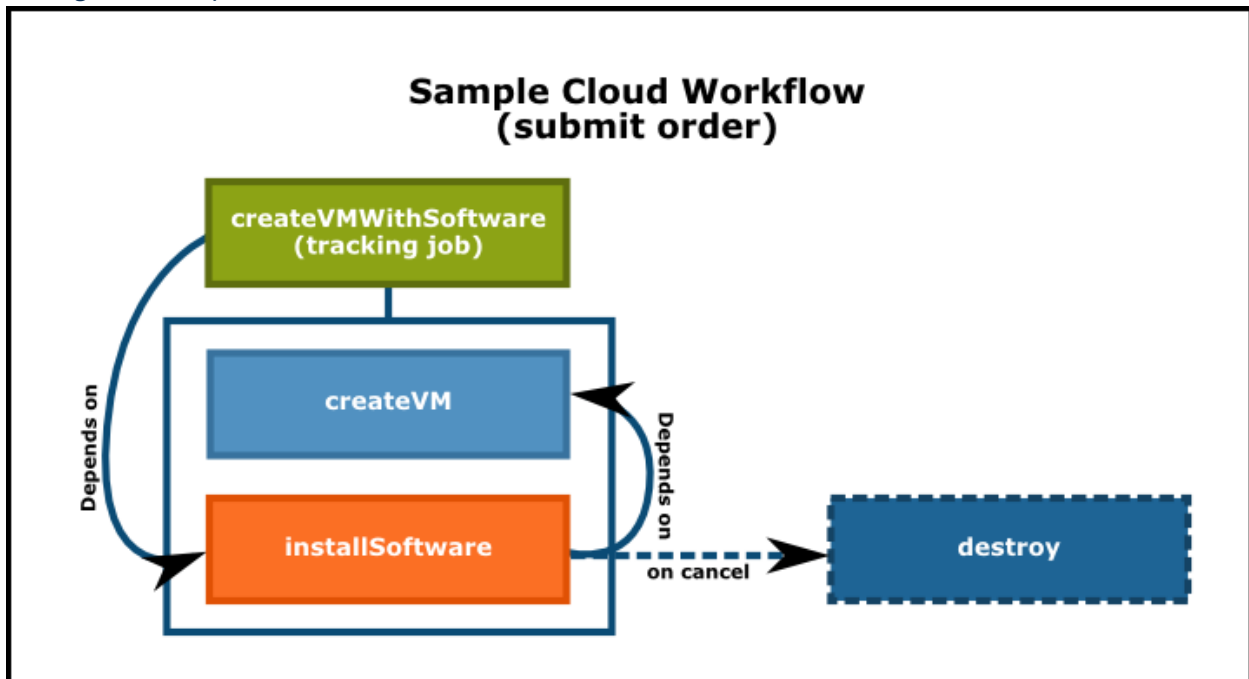 Sample Cloud Workflow
(submit order)
createVMWithSoftware
(tracking job)
Depends on
createVM
Depends on
installSoftware
on cancel
destroy